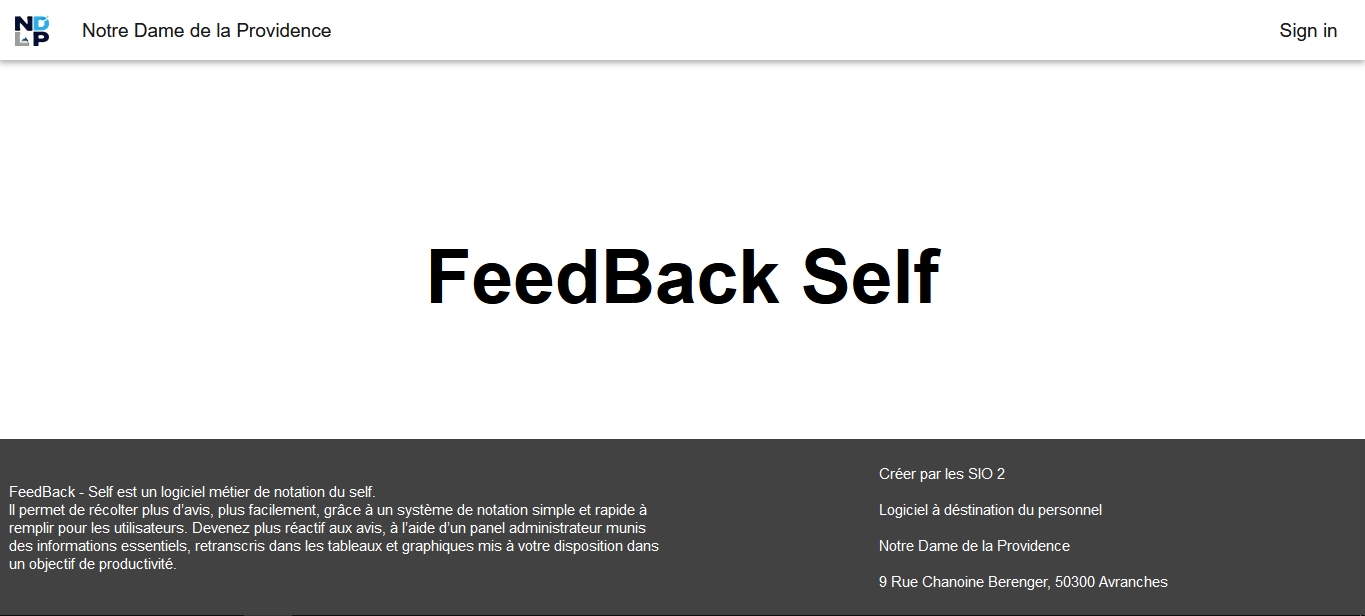 NDLP
Notre Dame de la Providence
Sign in
FeedBack Self
FeedBack - Self est un logiciel métier de notation du self.
Il permet de récolter plus d’avis, plus facilement, grâce à un système de notation simple et rapide à
remplir pour les utilisateurs. Devenez plus réactif aux avis, à l’aide d’un panel administrateur munis
des informations essentiels, retranscris dans les tableaux et graphiques mis à votre disposition dans
un objectif de productivité.
Créer par les SIO 2
Logiciel à déstination du personnel
Notre Dame de la Providence
9 Rue Chanoine Berenger, 50300 Avranches